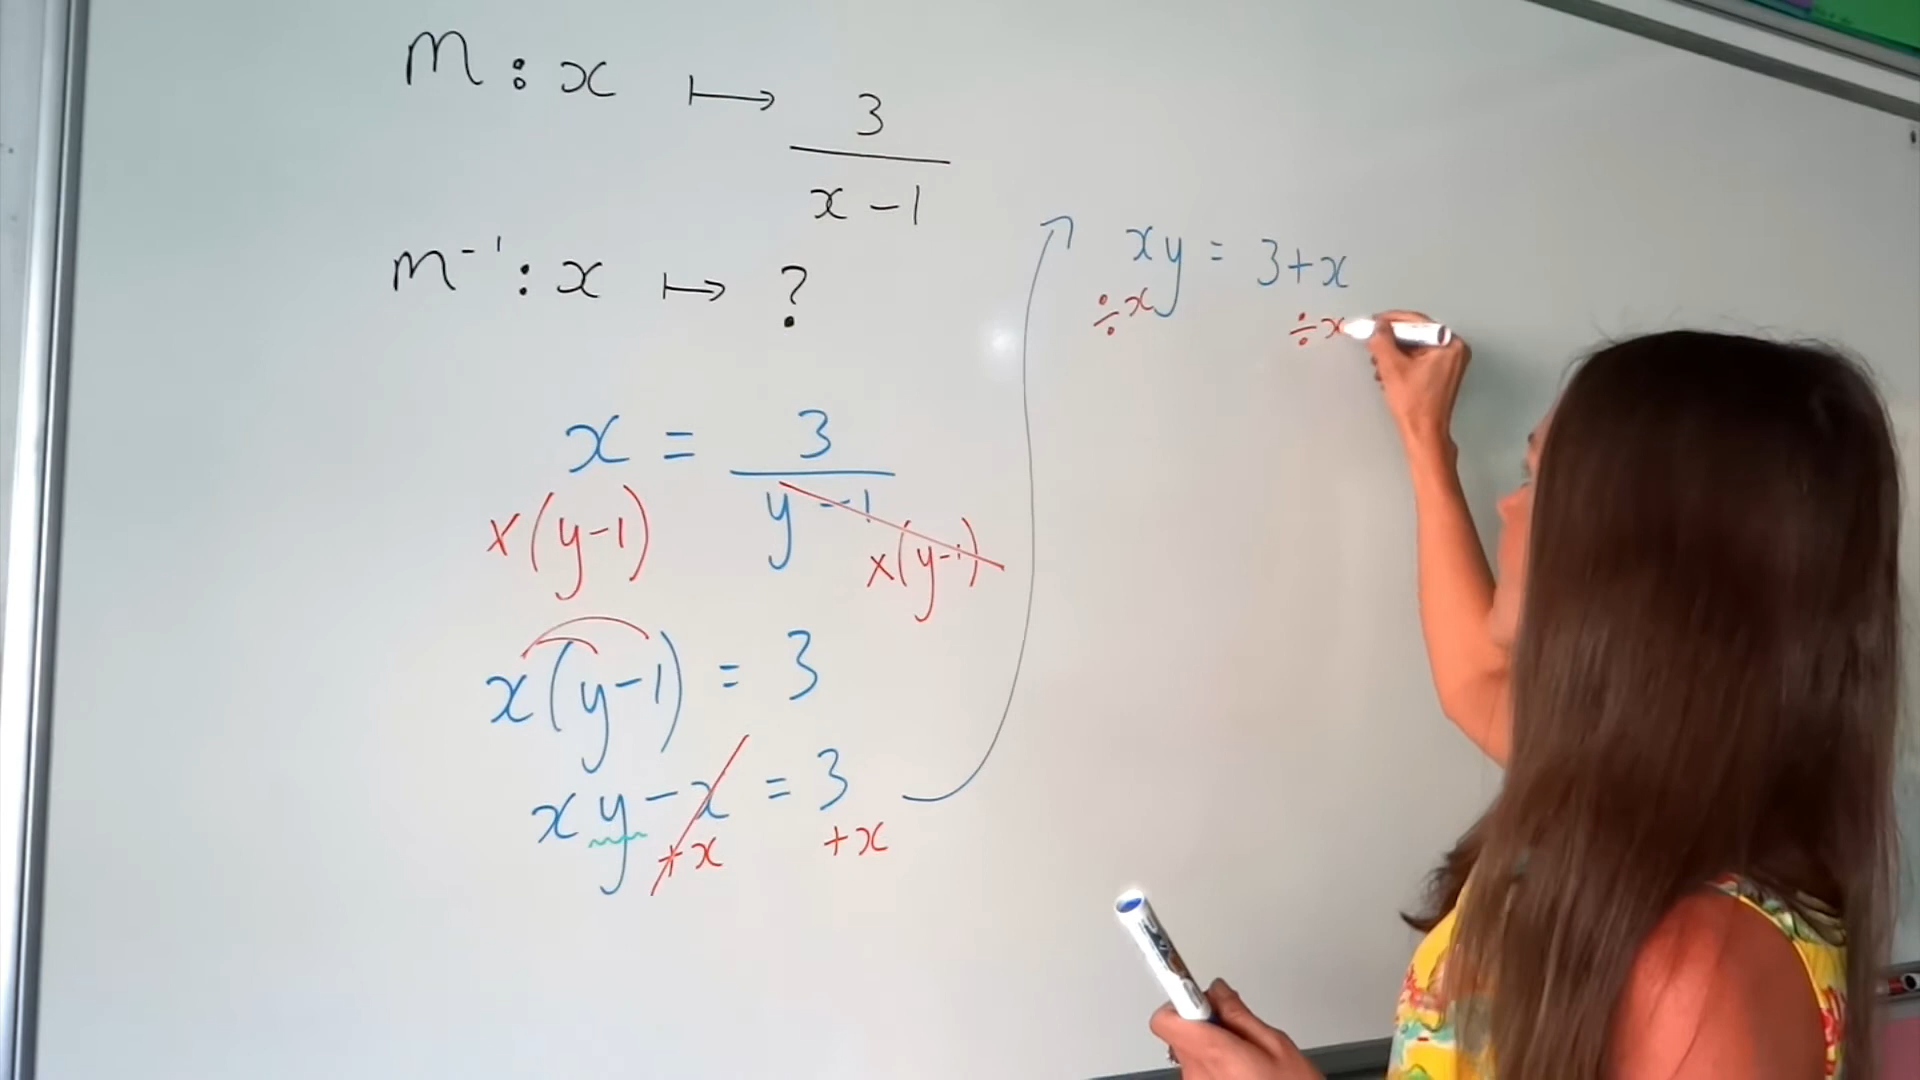 m : x ↦ 3/(x - 1)
m⁻¹ : x ↦ ?
x = 3/(y - 1)
×(y-1) ×(y-1)
x(y-1) = 3
xy - x = 3
+x +x
xy = 3+x
÷x ÷x